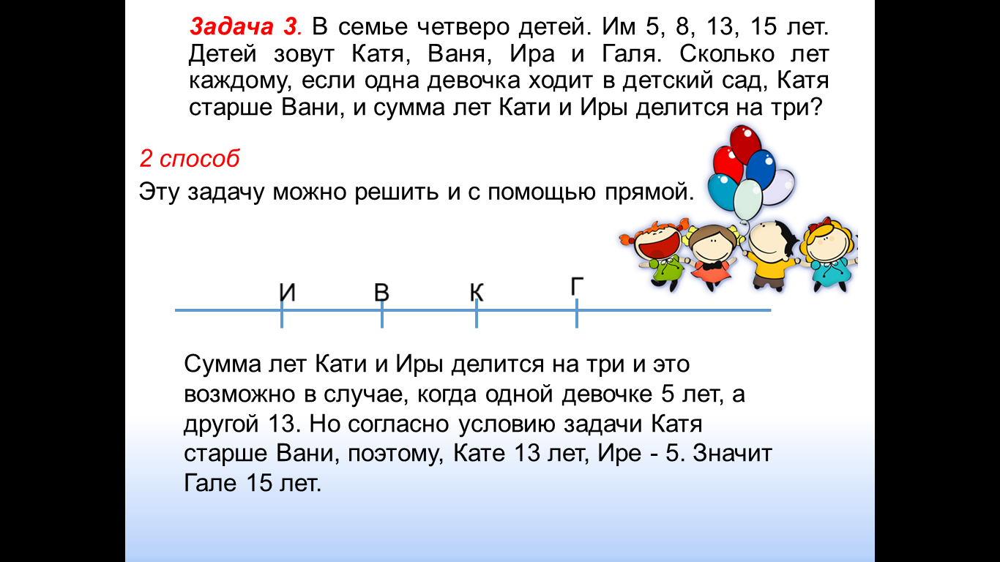 Задача 3. В семье четверо детей. Им 5, 8, 13, 15 лет.
Детей зовут Катя, Ваня, Ира и Галя. Сколько лет
каждому, если одна девочка ходит в детский сад, Катя
старше Вани, и сумма лет Кати и Иры делится на три?
2 способ
Эту задачу можно решить и с помощью прямой.
И В К Г
Сумма лет Кати и Иры делится на три и это
возможно в случае, когда одной девочке 5 лет, а
другой 13. Но согласно условию задачи Катя
старше Вани, поэтому, Кате 13 лет, Ире - 5. Значит
Гале 15 лет.